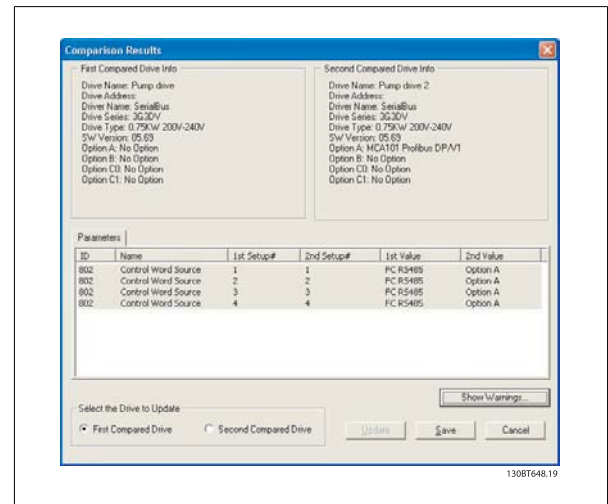 Comparison Results
First Compared Drive Info
Drive Name: Pump drive
Drive Address:
Driver Name: SerialBus
Drive Series: 3G3DV
Drive Type: 0.75KW 200V-240V
SW Version: 05.69
Option A: No Option
Option B: No Option
Option C0: No Option
Option C1: No Option
Second Compared Drive Info
Drive Name: Pump drive 2
Drive Address:
Driver Name: SerialBus
Drive Series: 3G3DV
Drive Type: 0.75KW 200V-240V
SW Version: 05.69
Option A: MCA101 Profibus DP/V1
Option B: No Option
Option C0: No Option
Option C1: No Option
Parameters
ID Name 1st Setup# 2nd Setup# 1st Value 2nd Value
802 Control Word Source 1 1 FC RS485 Option A
802 Control Word Source 2 2 FC RS485 Option A
802 Control Word Source 3 3 FC RS485 Option A
802 Control Word Source 4 4 FC RS485 Option A
Show Warnings...
Select the Drive to Update
First Compared Drive Second Compared Drive
Update Save Cancel
130BT648.19